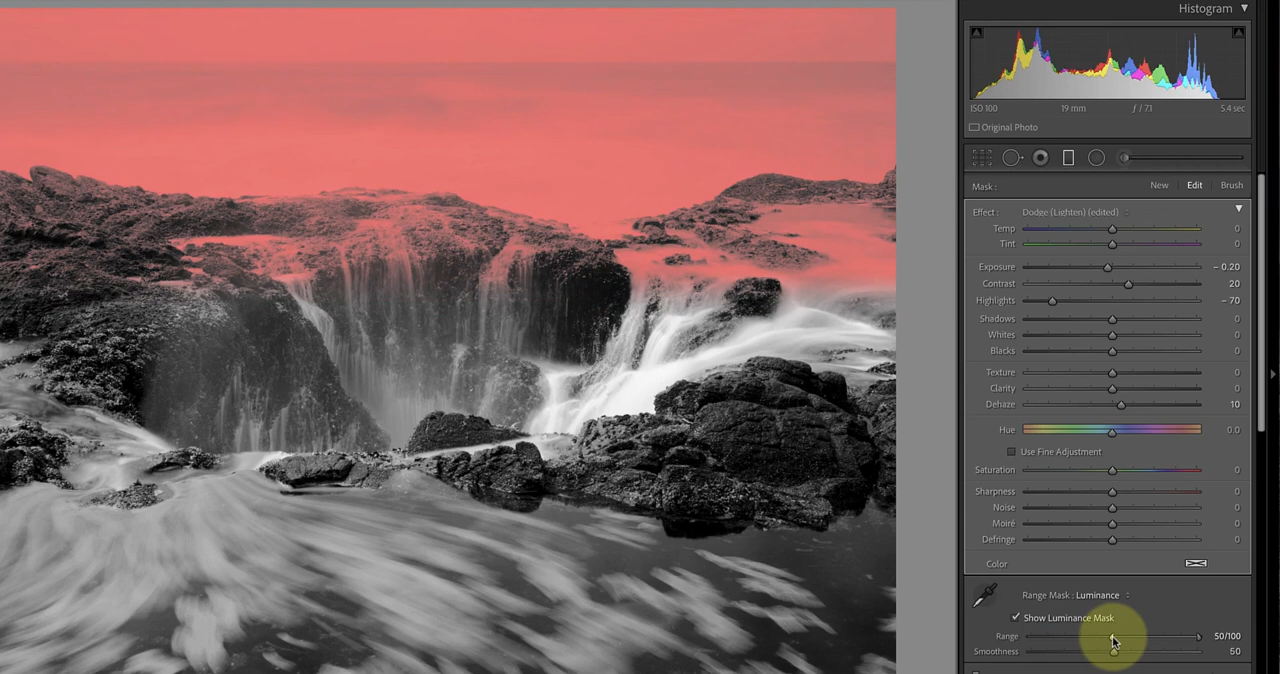 Histogram
ISO 100 19 mm ƒ / 7.1 5.4 sec
Original Photo
Mask : New Edit Brush
Effect : Dodge (Lighten) (edited)
Temp 0
Tint 0
Exposure – 0.20
Contrast 20
Highlights – 70
Shadows 0
Whites 0
Blacks 0
Texture 0
Clarity 0
Dehaze 10
Hue 0.0
Use Fine Adjustment
Saturation 0
Sharpness 0
Noise 0
Moiré 0
Defringe 0
Color
Range Mask : Luminance
Show Luminance Mask
Range 50/100
Smoothness 50